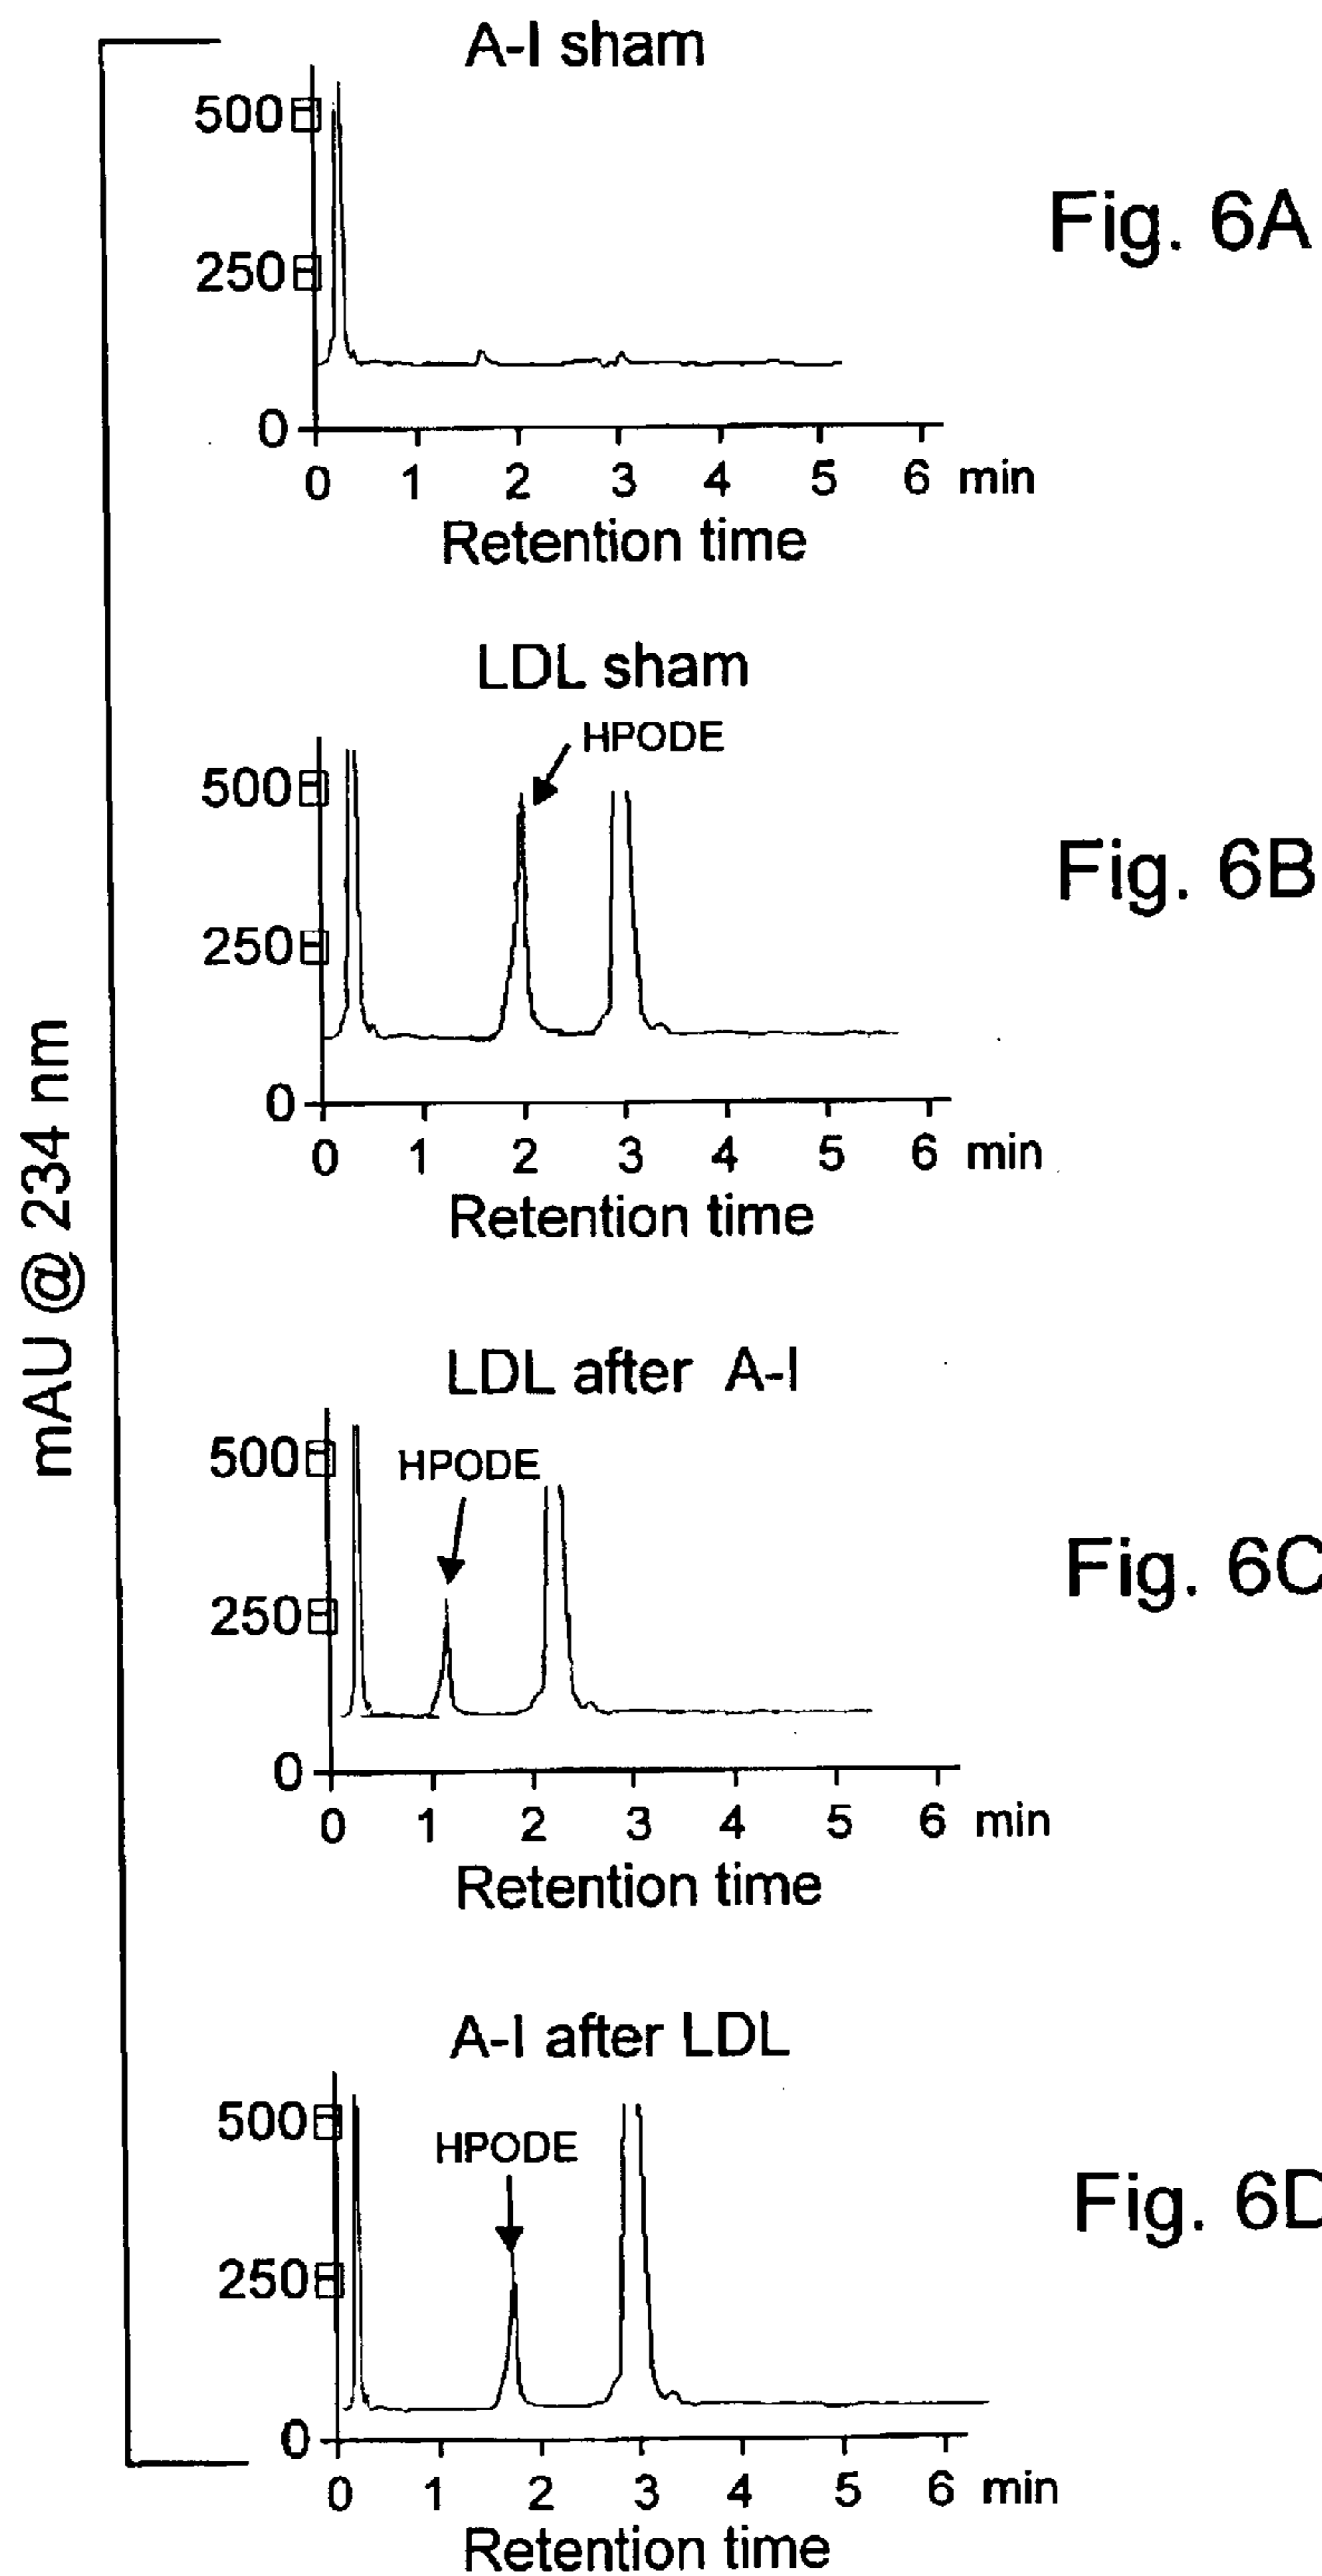 mAU @ 234 nm
A-I sham
500
250
0
0 1 2 3 4 5 6 min
Retention time
Fig. 6A
LDL sham
HPODE
500
250
0
0 1 2 3 4 5 6 min
Retention time
Fig. 6B
LDL after A-I
HPODE
500
250
0
0 1 2 3 4 5 6 min
Retention time
Fig. 6C
A-I after LDL
HPODE
500
250
0
0 1 2 3 4 5 6 min
Retention time
Fig. 6D